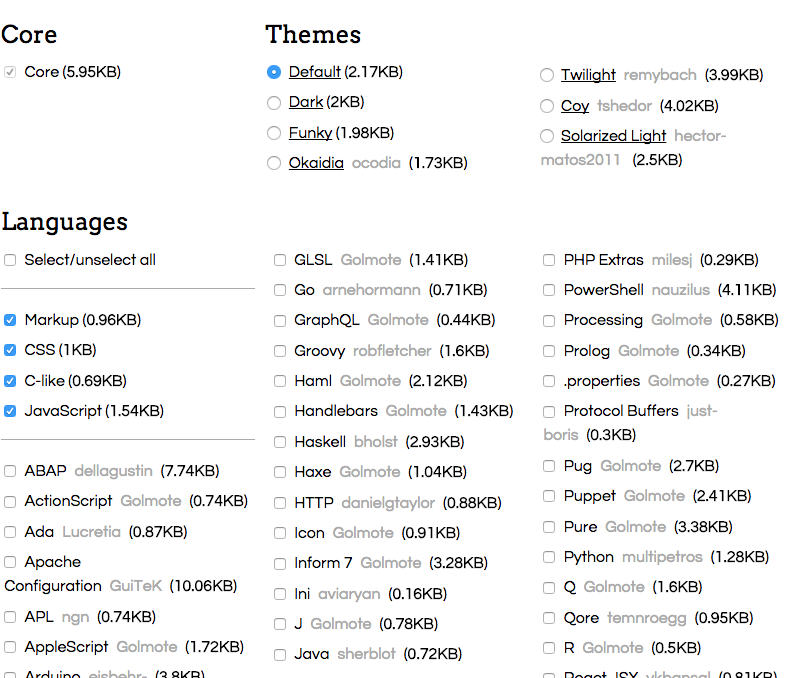 Core
Core (5.95KB)
Themes
Default (2.17KB)
Dark (2KB)
Funky (1.98KB)
Okaidia ocodia (1.73KB)
Twilight remybach (3.99KB)
Coy tshedor (4.02KB)
Solarized Light hector-
matos2011 (2.5KB)
Languages
Select/unselect all
Markup (0.96KB)
CSS (1KB)
C-like (0.69KB)
JavaScript (1.54KB)
ABAP dellagustin (7.74KB)
ActionScript Golmote (0.74KB)
Ada Lucretia (0.87KB)
Apache
Configuration GuiTeK (10.06KB)
APL ngn (0.74KB)
AppleScript Golmote (1.72KB)
Arduino eisbehr- (3.8KB)
GLSL Golmote (1.41KB)
Go arnehormann (0.71KB)
GraphQL Golmote (0.44KB)
Groovy robfletcher (1.6KB)
Haml Golmote (2.12KB)
Handlebars Golmote (1.43KB)
Haskell bholst (2.93KB)
Haxe Golmote (1.04KB)
HTTP danielgtaylor (0.88KB)
Icon Golmote (0.91KB)
Inform 7 Golmote (3.28KB)
Ini aviaryan (0.16KB)
J Golmote (0.78KB)
Java sherblot (0.72KB)
PHP Extras milesj (0.29KB)
PowerShell nauzilus (4.11KB)
Processing Golmote (0.58KB)
Prolog Golmote (0.34KB)
.properties Golmote (0.27KB)
Protocol Buffers just-
boris (0.3KB)
Pug Golmote (2.7KB)
Puppet Golmote (2.41KB)
Pure Golmote (3.38KB)
Python multipetros (1.28KB)
Q Golmote (1.6KB)
Qore temnroegg (0.95KB)
R Golmote (0.5KB)
React JSX vkbansal (0.81KB)